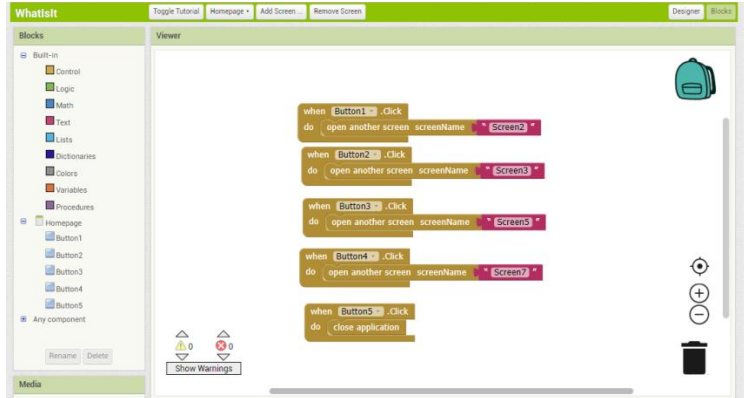 WhatIsIt
Toggle Tutorial Homepage Add Screen ... Remove Screen Designer Blocks
Blocks
Built-in
Control
Logic
Math
Text
Lists
Dictionaries
Colors
Variables
Procedures
Homepage
Button1
Button2
Button3
Button4
Button5
Any component
Rename Delete
Media
Viewer
when Button1 .Click
do open another screen screenName " Screen2 "
when Button2 .Click
do open another screen screenName " Screen3 "
when Button3 .Click
do open another screen screenName " Screen5 "
when Button4 .Click
do open another screen screenName " Screen7 "
when Button5 .Click
do close application
0 0
Show Warnings